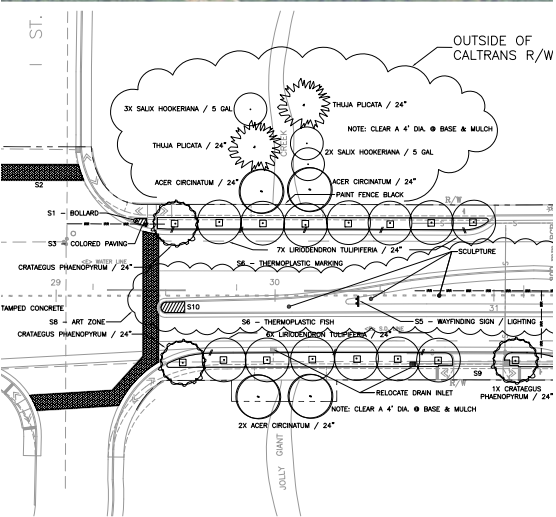 OUTSIDE OF
CALTRANS R/W
I ST.
3X SALIX HOOKERIANA / 5 GAL
THUJA PLICATA / 24"
NOTE: CLEAR A 4' DIA. @ BASE & MULCH
THUJA PLICATA / 24"
CREEK
2X SALIX HOOKERIANA / 5 GAL
ACER CIRCINATUM / 24"
ACER CIRCINATUM / 24"
PAINT FENCE BLACK
S2
R/W
S1 - BOLLARD
S3 - COLORED PAVING
7X LIRIODENDRON TULIPIFERIA / 24"
SCULPTURE
<E> WATER LINE
CRATAEGUS PHAENOPYRUM / 24"
S6 - THERMOPLASTIC MARKING
29
30
31
TAMPED CONCRETE
S10
S8 - ART ZONE
S6 - THERMOPLASTIC FISH
S5 - WAYFINDING SIGN / LIGHTING
CRATAEGUS PHAENOPYRUM / 24"
6X LIRIODENDRON TULIPIFERIA / 24"
S9
RELOCATE DRAIN INLET
R/W
1X CRATAEGUS
PHAENOPYRUM / 24"
NOTE: CLEAR A 4' DIA. @ BASE & MULCH
2X ACER CIRCINATUM / 24"
JOLLY GIANT